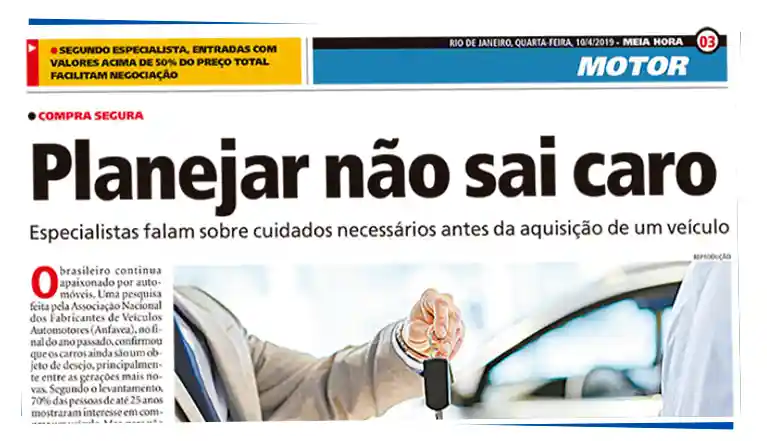 • SEGUNDO ESPECIALISTA, ENTRADAS COM
VALORES ACIMA DE 50% DO PREÇO TOTAL
FACILITAM NEGOCIAÇÃO
RIO DE JANEIRO, QUARTA-FEIRA, 10/4/2019 - MEIA HORA 03
MOTOR
• COMPRA SEGURA
Planejar não sai caro
Especialistas falam sobre cuidados necessários antes da aquisição de um veículo
REPRODUÇÃO
O brasileiro continua
apaixonado por auto-
móveis. Uma pesquisa
feita pela Associação Nacional
dos Fabricantes de Veículos
Automotores (Anfavea), no fi-
nal do ano passado, confirmou
que os carros ainda são um ob-
jeto de desejo, principalmen-
te entre as gerações mais no-
vas. Segundo o levantamento,
70% das pessoas de até 25 anos
mostraram interesse em com-